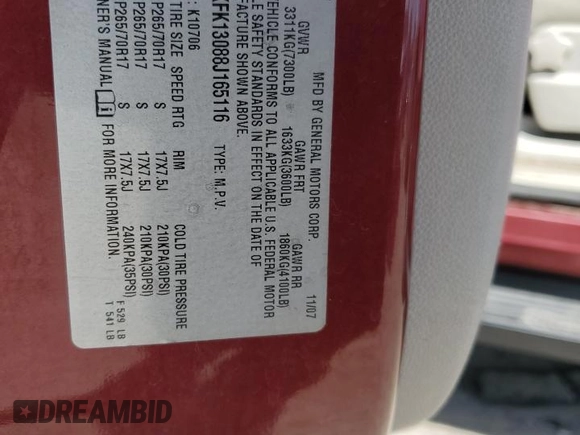 MFD BY GENERAL MOTORS CORP. 11/07
GVWR GAWR FRT GAWR RR
3311KG(7300LB) 1633KG(3600LB) 1860KG(4100LB)
VEHICLE CONFORMS TO ALL APPLICABLE U.S. FEDERAL MOTOR
LE SAFETY STANDARDS IN EFFECT ON THE DATE OF
FACTURE SHOWN ABOVE.
FK13088J165116 TYPE: M.P.V.
: K10706
TIRE SIZE SPEED RTG RIM COLD TIRE PRESSURE
P265/70R17 S 17X7.5J 210KPA(30PSI)
P265/70R17 S 17X7.5J 210KPA(30PSI)
P265/70R17 S 17X7.5J 240KPA(35PSI)
NER'S MANUAL FOR MORE INFORMATION.
F 529 LB
T 541 LB
DREAMBID